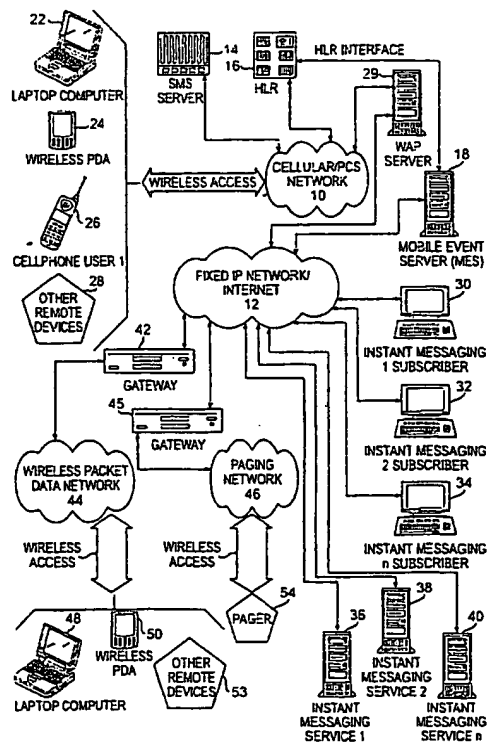 22
LAPTOP COMPUTER
24
WIRELESS PDA
26
CELLPHONE USER 1
28
OTHER
REMOTE
DEVICES
14
SMS
SERVER
16
HLR
HLR INTERFACE
29
WAP
SERVER
18
MOBILE EVENT
SERVER (MES)
WIRELESS ACCESS
CELLULAR/PCS
NETWORK
10
FIXED IP NETWORK/
INTERNET
12
30
INSTANT MESSAGING
1 SUBSCRIBER
32
INSTANT MESSAGING
2 SUBSCRIBER
34
INSTANT MESSAGING
n SUBSCRIBER
42
GATEWAY
45
GATEWAY
WIRELESS PACKET
DATA NETWORK
44
PAGING
NETWORK
46
WIRELESS
ACCESS
WIRELESS
ACCESS
48
LAPTOP COMPUTER
50
WIRELESS
PDA
OTHER
REMOTE
DEVICES
53
54
PAGER
36
INSTANT
MESSAGING
SERVICE 1
38
INSTANT
MESSAGING
SERVICE 2
40
INSTANT
MESSAGING
SERVICE n